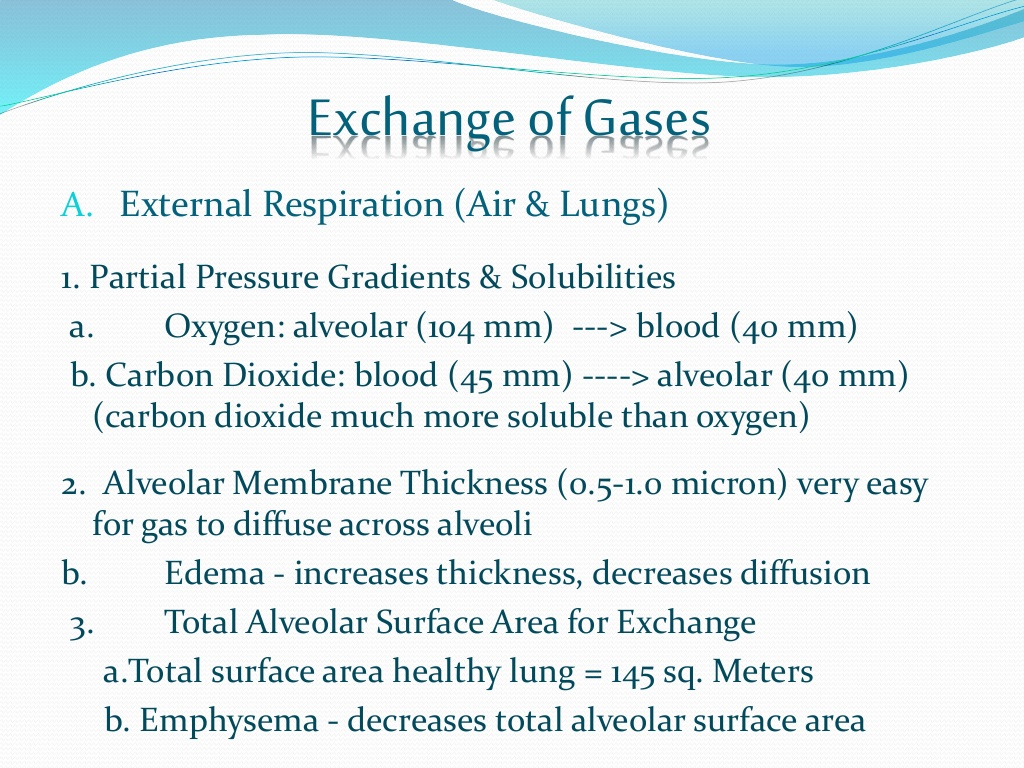 Exchange of Gases
A. External Respiration (Air & Lungs)
1. Partial Pressure Gradients & Solubilities
a. Oxygen: alveolar (104 mm) ---> blood (40 mm)
b. Carbon Dioxide: blood (45 mm) ----> alveolar (40 mm)
(carbon dioxide much more soluble than oxygen)
2. Alveolar Membrane Thickness (0.5-1.0 micron) very easy
for gas to diffuse across alveoli
b. Edema - increases thickness, decreases diffusion
3. Total Alveolar Surface Area for Exchange
a.Total surface area healthy lung = 145 sq. Meters
b. Emphysema - decreases total alveolar surface area